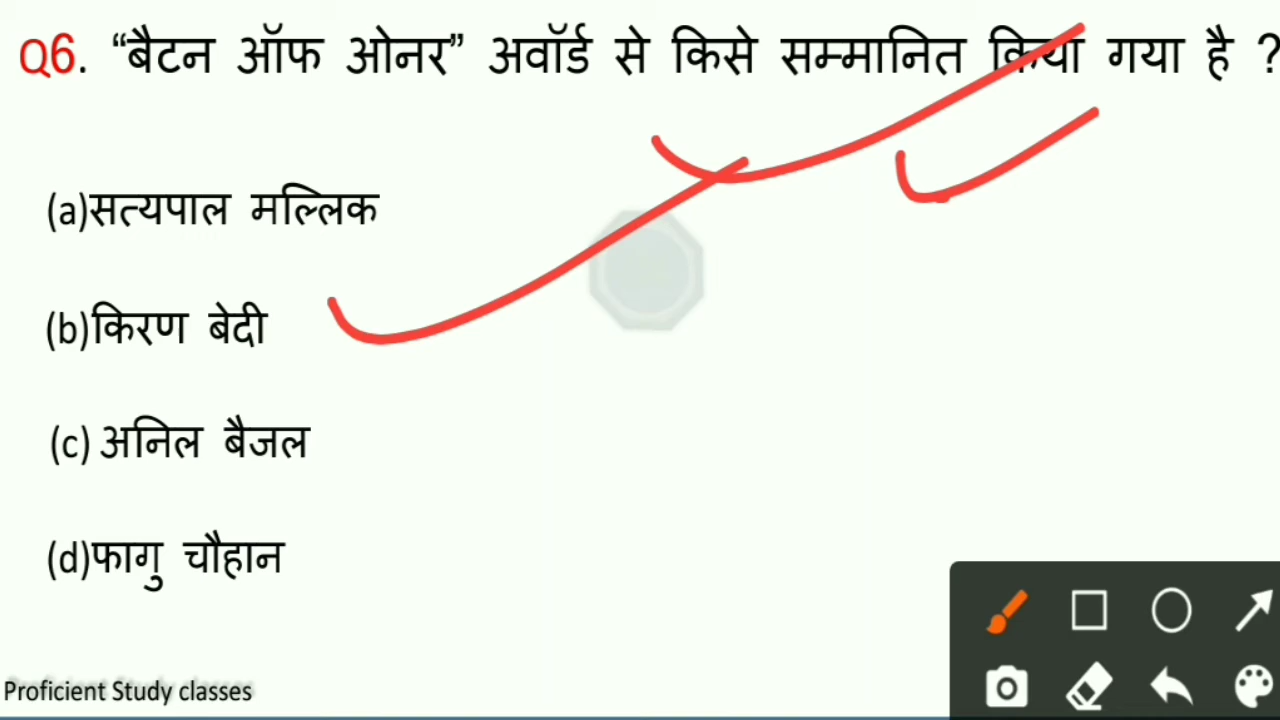 Q6. “बैटन ऑफ ओनर” अवॉर्ड से किसे सम्मानित किया गया है ?
(a)सत्यपाल मल्लिक
(b)किरण बेदी
(c) अनिल बैजल
(d)फागु चौहान
Proficient Study classes